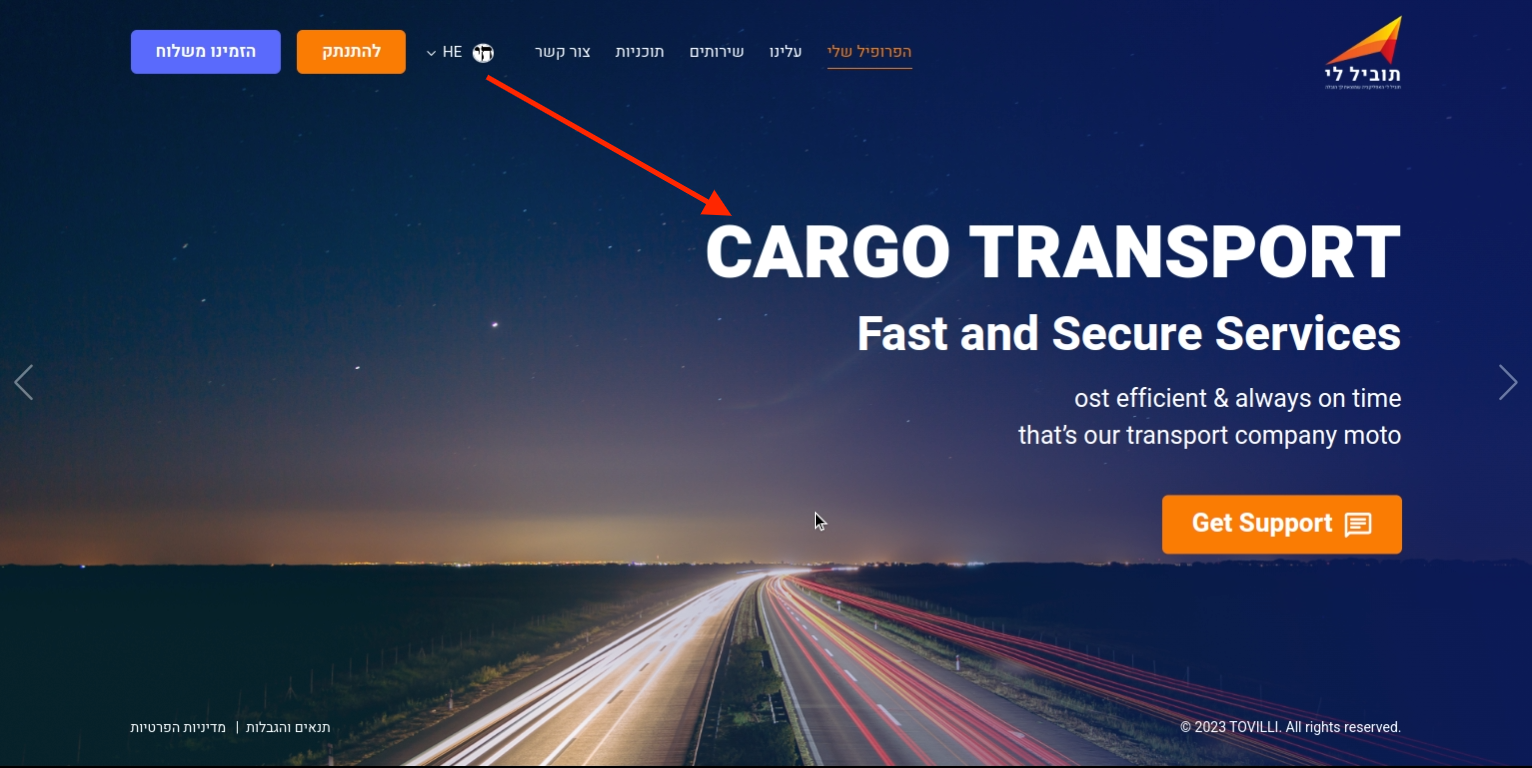 הפרופיל שלי
עלינו
שירותים
תוכניות
צור קשר
HE
להתנתק
הזמינו משלוח
תוביל לי
CARGO TRANSPORT
Fast and Secure Services
ost efficient & always on time
that's our transport company moto
Get Support
תנאים והגבלות | מדיניות הפרטיות
© 2023 TOVILLI. All rights reserved.